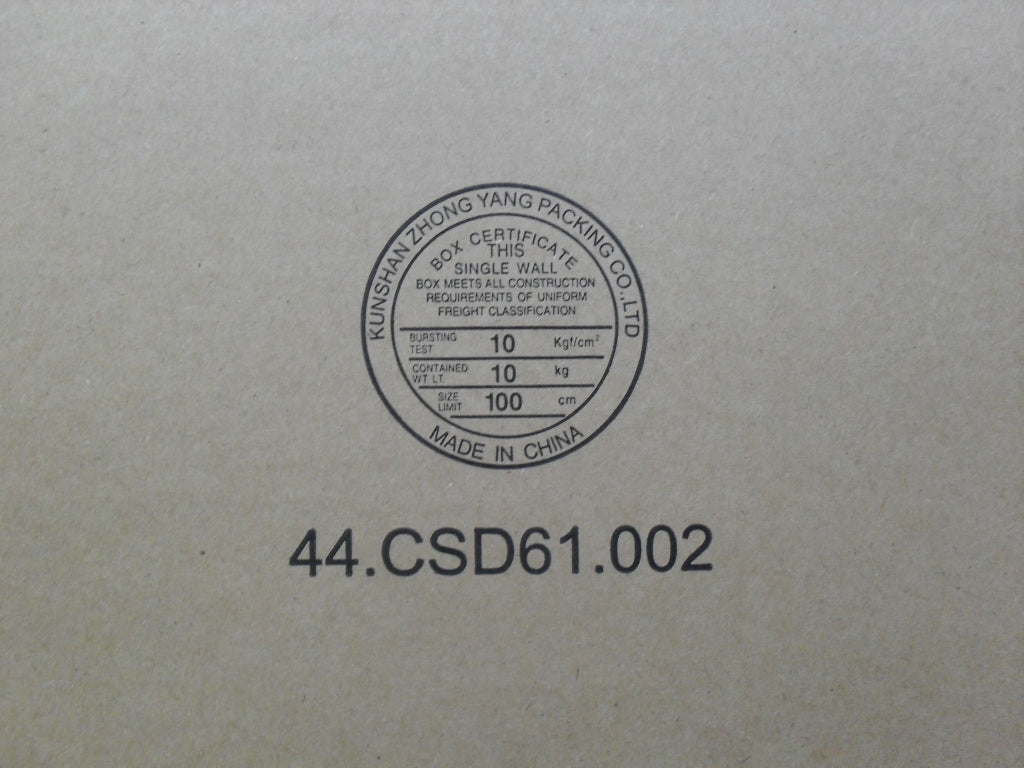 KUNSHAN ZHONG YANG PACKING CO.,LTD
BOX CERTIFICATE
THIS
SINGLE WALL
BOX MEETS ALL CONSTRUCTION
REQUIREMENTS OF UNIFORM
FREIGHT CLASSIFICATION
BURSTING TEST 10 Kgf/cm²
CONTAINED WT LT. 10 kg
SIZE LIMIT 100 cm
MADE IN CHINA
44.CSD61.002